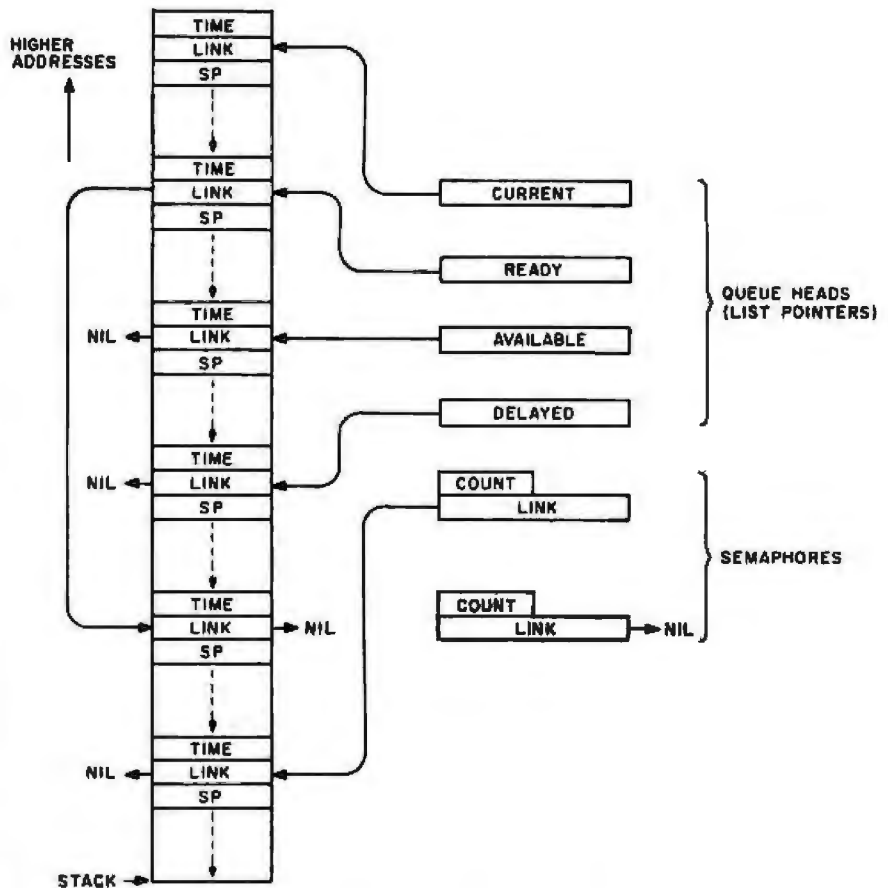 TIME
LINK
SP
HIGHER
ADDRESSES
TIME
LINK
SP
CURRENT
READY
QUEUE HEADS
(LIST POINTERS)
TIME
NIL
LINK
SP
AVAILABLE
DELAYED
TIME
NIL
LINK
SP
COUNT
LINK
SEMAPHORES
TIME
LINK
NIL
SP
COUNT
LINK
NIL
TIME
NIL
LINK
SP
STACK